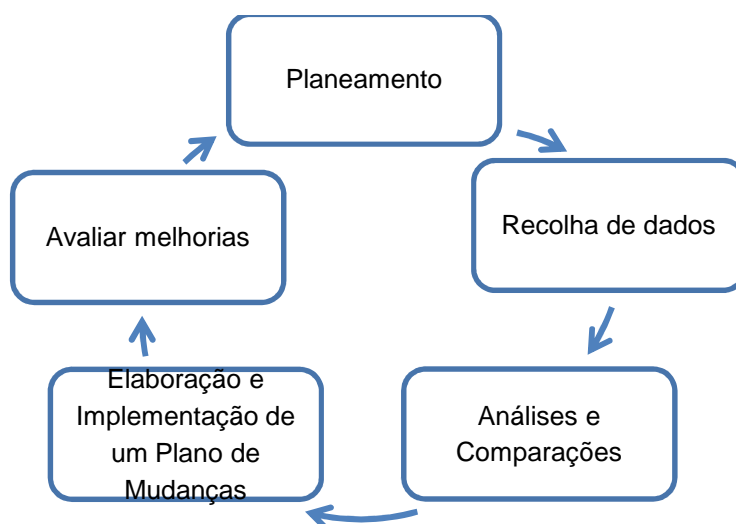 Planeamento
Recolha de dados
Análises e
Comparações
Elaboração e
Implementação de
um Plano de
Mudanças
Avaliar melhorias